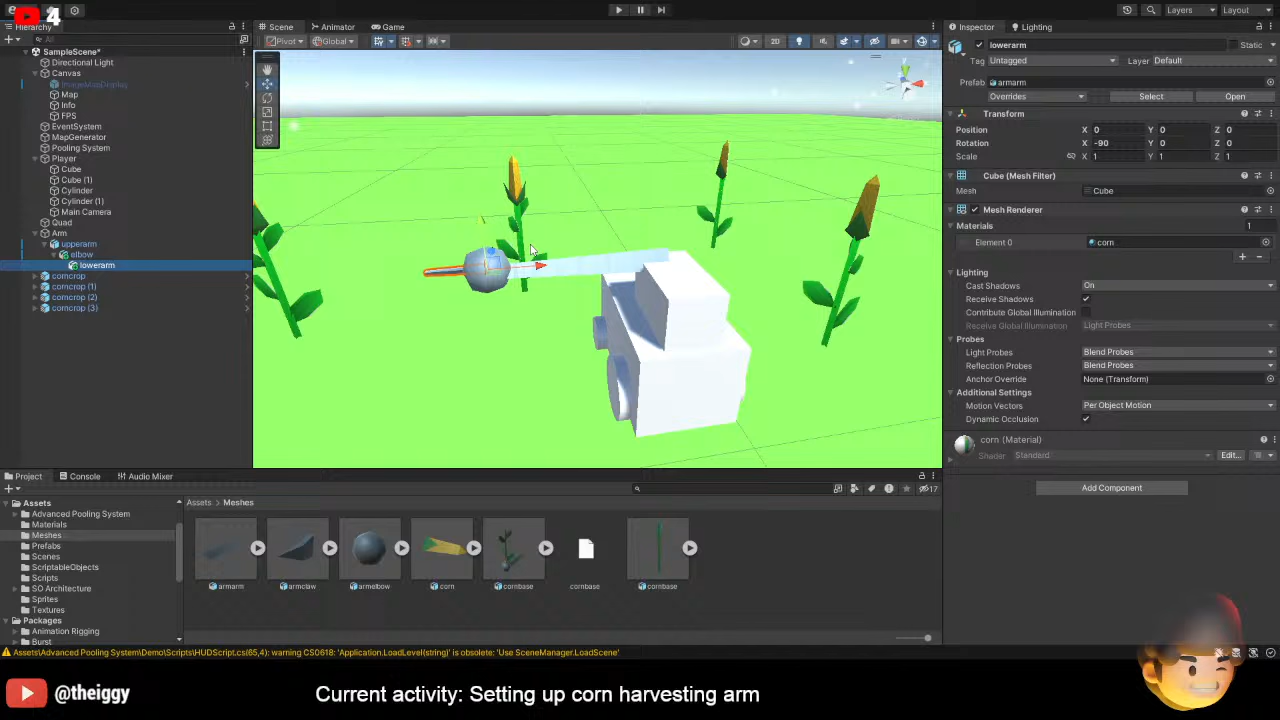 4
Layers
Layout
Hierarchy
Scene
Animator
Game
Inspector
Lighting
All
Pivot
Global
2D
lowerarm
Static
Tag Untagged Layer Default
Prefab armarm
Overrides Select Open
Transform
Position X 0 Y 0 Z 0
Rotation X -90 Y 0 Z 0
Scale X 1 Y 1 Z 1
Cube (Mesh Filter)
Mesh Cube
Mesh Renderer
Materials 1
Element 0 corn
Lighting
Cast Shadows On
Receive Shadows
Contribute Global Illumination
Receive Global Illumination Light Probes
Probes
Light Probes Blend Probes
Reflection Probes Blend Probes
Anchor Override None (Transform)
Additional Settings
Motion Vectors Per Object Motion
Dynamic Occlusion
corn (Material)
Shader Standard Edit...
Add Component
SampleScene*
Directional Light
Canvas
ImageMapDisplay
Map
Info
FPS
EventSystem
MapGenerator
Pooling System
Player
Cube
Cube (1)
Cylinder
Cylinder (1)
Main Camera
Quad
Arm
upperarm
elbow
lowerarm
corncrop
corncrop (1)
corncrop (2)
corncrop (3)
Project
Console
Audio Mixer
17
Assets
Advanced Pooling System
Materials
Meshes
Prefabs
Scenes
ScriptableObjects
Scripts
SO Architecture
Sprites
Textures
Packages
Animation Rigging
Burst
Assets > Meshes
armarm
armclaw
armelbow
corn
cornbase
cornbase
cornbase
Assets\Advanced Pooling System\Demo\Scripts\HUDScript.cs(65,4): warning CS0618: 'Application.LoadLevel(string)' is obsolete: 'Use SceneManager.LoadScene'
@theiggy
Current activity: Setting up corn harvesting arm